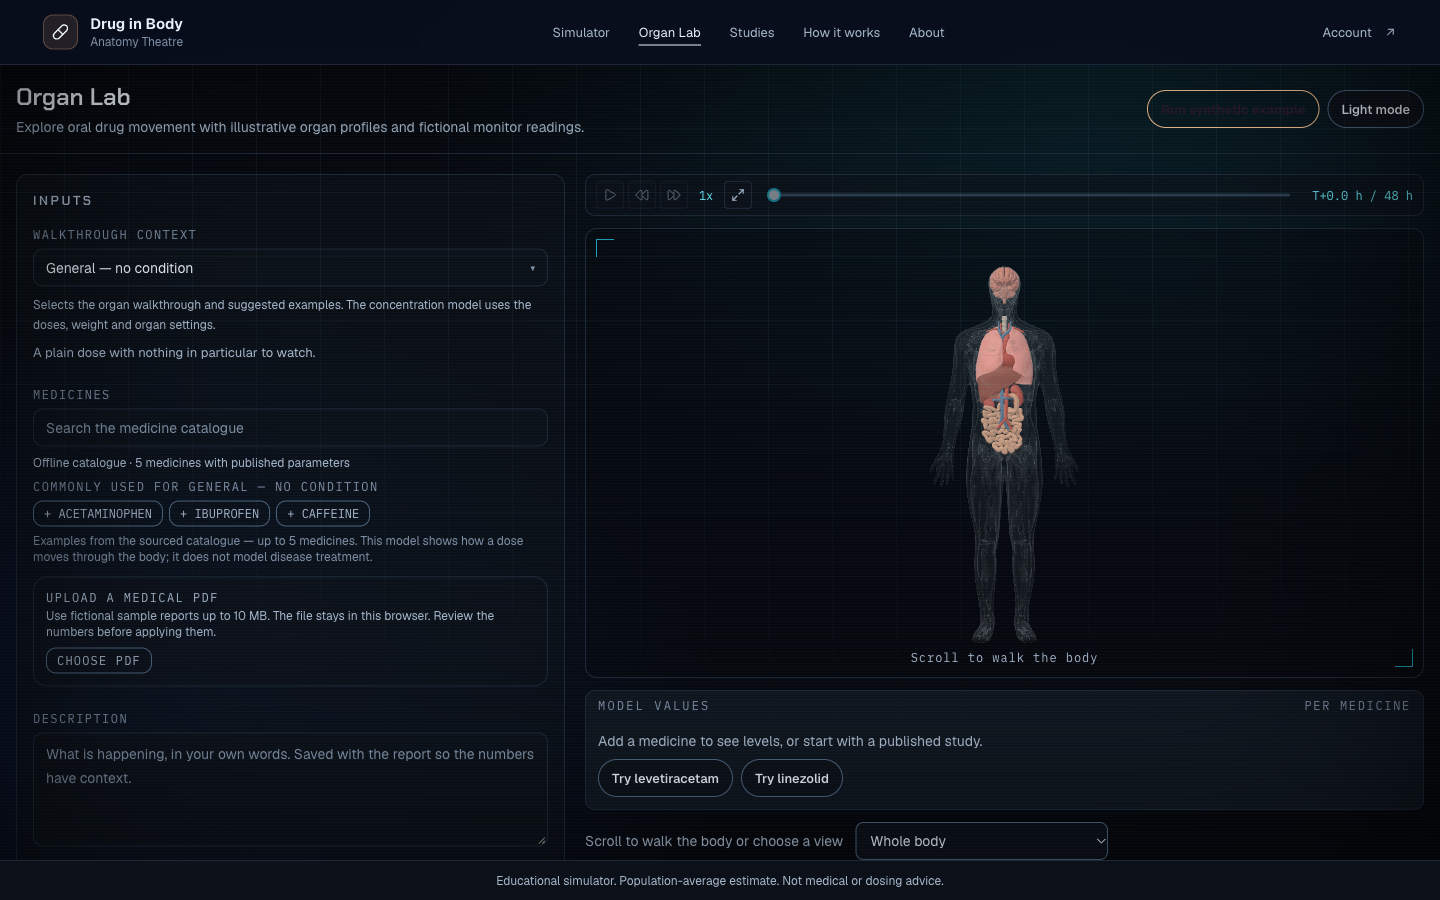 Drug in Body
Anatomy Theatre
Simulator
Organ Lab
Studies
How it works
About
Account
Organ Lab
Explore oral drug movement with illustrative organ profiles and fictional monitor readings.
Run synthetic example
Light mode
INPUTS
WALKTHROUGH CONTEXT
General — no condition
Selects the organ walkthrough and suggested examples. The concentration model uses the
doses, weight and organ settings.
A plain dose with nothing in particular to watch.
MEDICINES
Search the medicine catalogue
Offline catalogue · 5 medicines with published parameters
COMMONLY USED FOR GENERAL — NO CONDITION
+ ACETAMINOPHEN
+ IBUPROFEN
+ CAFFEINE
Examples from the sourced catalogue — up to 5 medicines. This model shows how a dose
moves through the body; it does not model disease treatment.
UPLOAD A MEDICAL PDF
Use fictional sample reports up to 10 MB. The file stays in this browser. Review the
numbers before applying them.
CHOOSE PDF
DESCRIPTION
What is happening, in your own words. Saved with the report so the numbers
have context.
1x
T+0.0 h / 48 h
Scroll to walk the body
MODEL VALUES
PER MEDICINE
Add a medicine to see levels, or start with a published study.
Try levetiracetam
Try linezolid
Scroll to walk the body or choose a view
Whole body
Educational simulator. Population-average estimate. Not medical or dosing advice.